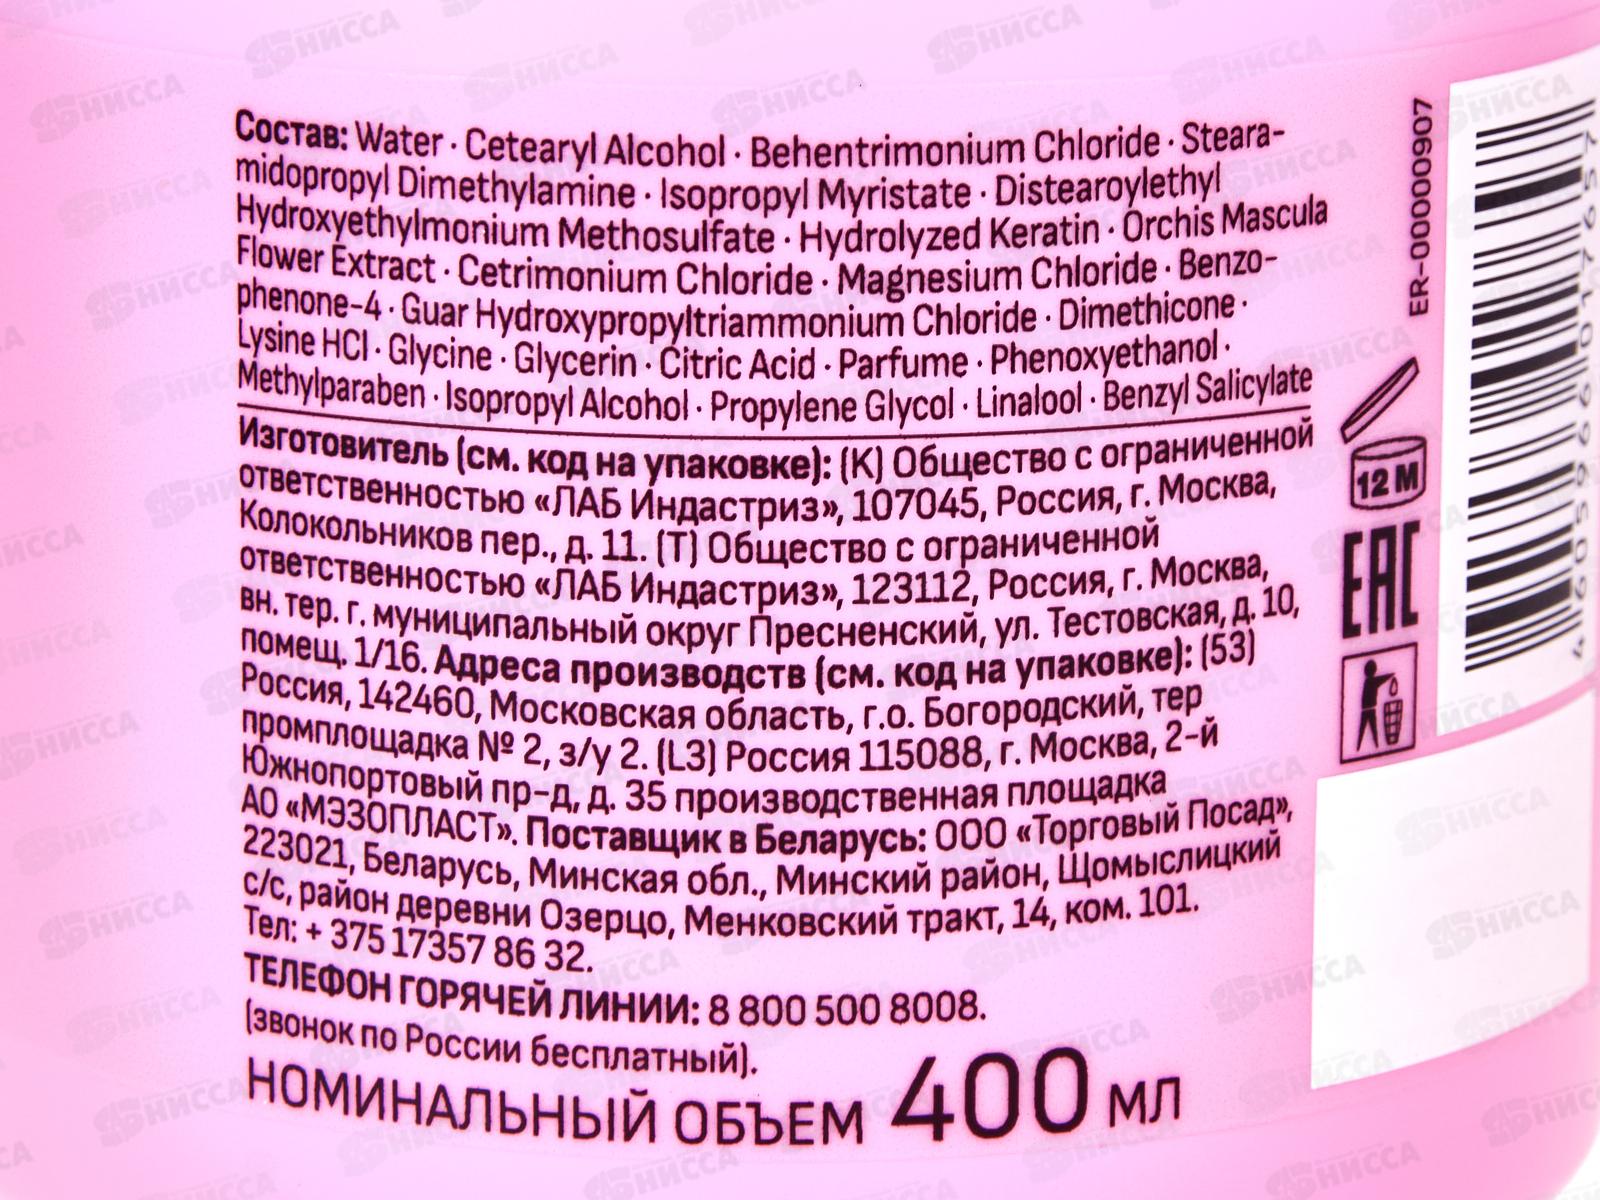 Состав: Water · Cetearyl Alcohol · Behentrimonium Chloride · Steara-
midopropyl Dimethylamine · Isopropyl Myristate · Distearoylethyl
Hydroxyethylmonium Methosulfate · Hydrolyzed Keratin · Orchis Mascula
Flower Extract · Cetrimonium Chloride · Magnesium Chloride · Benzo-
phenone-4 · Guar Hydroxypropyltriammonium Chloride · Dimethicone ·
Lysine HCl · Glycine · Glycerin · Citric Acid · Parfume · Phenoxyethanol ·
Methylparaben · Isopropyl Alcohol · Propylene Glycol · Linalool · Benzyl Salicylate
Изготовитель (см. код на упаковке): (K) Общество с ограниченной
ответственностью «ЛАБ Индастриз», 107045, Россия, г. Москва,
Колокольников пер., д. 11. (T) Общество с ограниченной
ответственностью «ЛАБ Индастриз», 123112, Россия, г. Москва,
вн. тер. г. муниципальный округ Пресненский, ул. Тестовская, д. 10,
помещ. 1/16. Адреса производств (см. код на упаковке): (53)
Россия, 142460, Московская область, г.о. Богородский, тер
промплощадка № 2, з/у 2. (L3) Россия 115088, г. Москва, 2-й
Южнопортовый пр-д, д. 35 производственная площадка
АО «МЭЗОПЛАСТ». Поставщик в Беларусь: ООО «Торговый Посад»,
223021, Беларусь, Минская обл., Минский район, Щомыслицкий
с/с, район деревни Озерцо, Менковский тракт, 14, ком. 101.
Тел: + 375 17357 86 32.
ТЕЛЕФОН ГОРЯЧЕЙ ЛИНИИ: 8 800 500 8008.
(звонок по России бесплатный).
НОМИНАЛЬНЫЙ ОБЪЕМ 400 МЛ
ER-00000907
12 M
EAC
НИССА